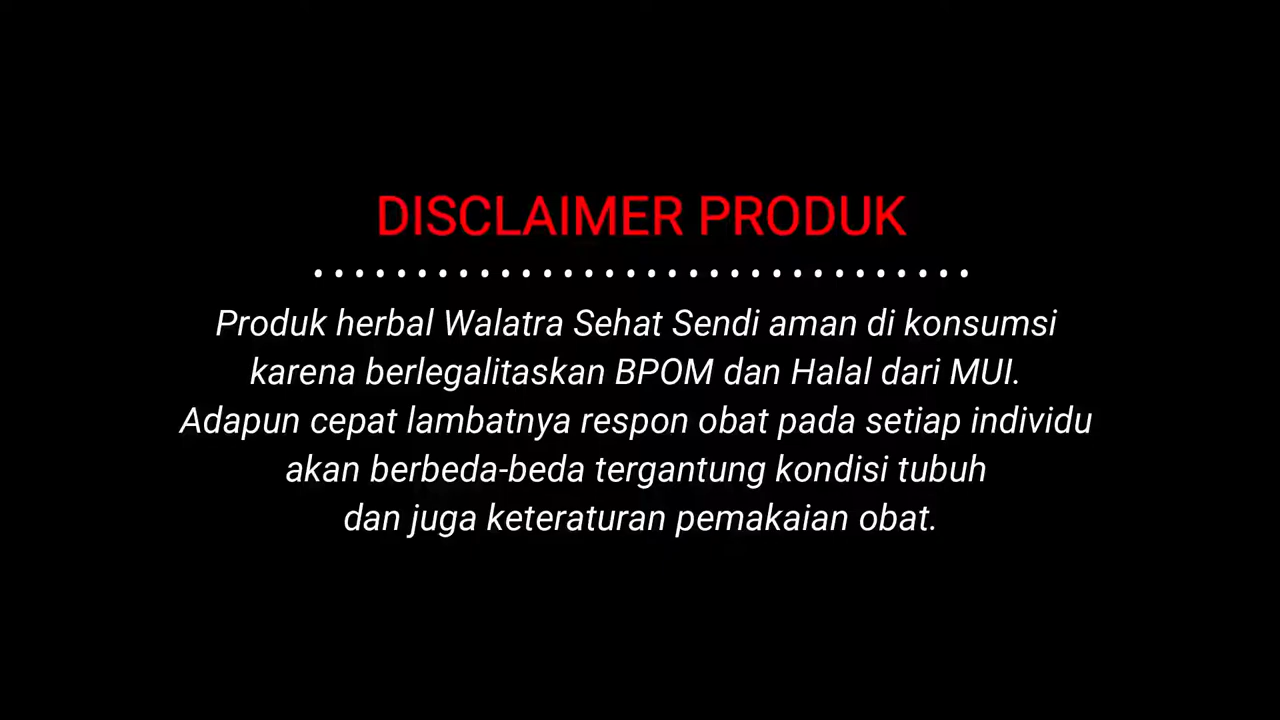 DISCLAIMER PRODUK
Produk herbal Walatra Sehat Sendi aman di konsumsi
karena berlegalitaskan BPOM dan Halal dari MUI.
Adapun cepat lambatnya respon obat pada setiap individu
akan berbeda-beda tergantung kondisi tubuh
dan juga keteraturan pemakaian obat.